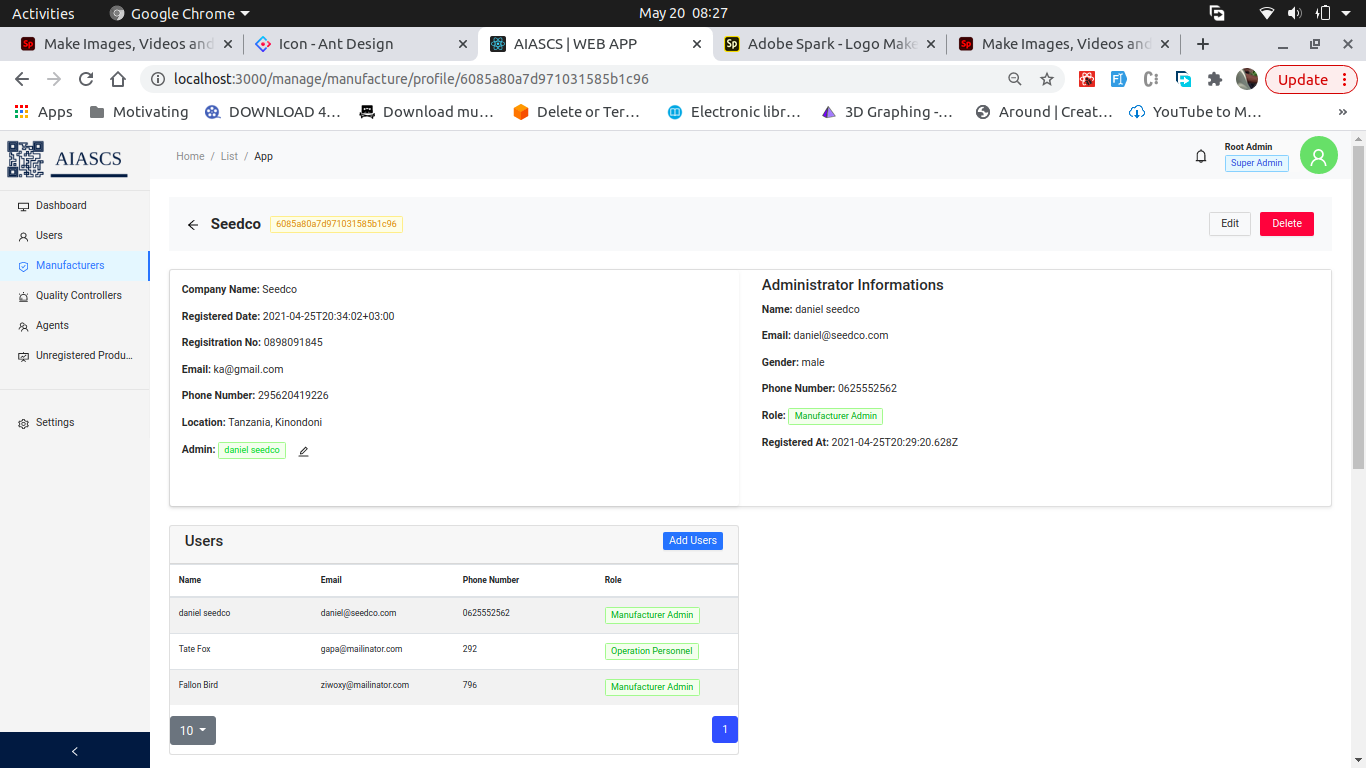 Activities
Google Chrome
May 20 08:27
Make Images, Videos and
Icon - Ant Design
AIASCS | WEB APP
Adobe Spark - Logo Make
Make Images, Videos and
localhost:3000/manage/manufacture/profile/6085a80a7d971031585b1c96
Update
Apps
Motivating
DOWNLOAD 4...
Download mu...
Delete or Ter...
Electronic libr...
3D Graphing -...
Around | Creat...
YouTube to M...
AIASCS
Home / List / App
Root Admin
Super Admin
Dashboard
Users
Manufacturers
Quality Controllers
Agents
Unregistered Produ...
Settings
Seedco
6085a80a7d971031585b1c96
Edit
Delete
Company Name: Seedco
Registered Date: 2021-04-25T20:34:02+03:00
Regisitration No: 0898091845
Email: ka@gmail.com
Phone Number: 295620419226
Location: Tanzania, Kinondoni
Admin: daniel seedco
Administrator Informations
Name: daniel seedco
Email: daniel@seedco.com
Gender: male
Phone Number: 0625552562
Role: Manufacturer Admin
Registered At: 2021-04-25T20:29:20.628Z
Users
Add Users
Name Email Phone Number Role
daniel seedco daniel@seedco.com 0625552562 Manufacturer Admin
Tate Fox gapa@mailinator.com 292 Operation Personnel
Fallon Bird ziwoxy@mailinator.com 796 Manufacturer Admin
10
1